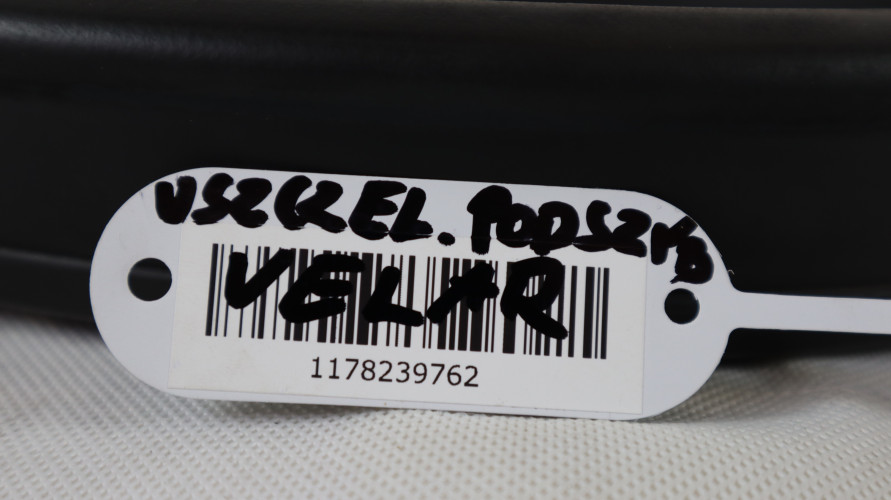 USZCZEL. PODSZYB
VELAR
1178239762